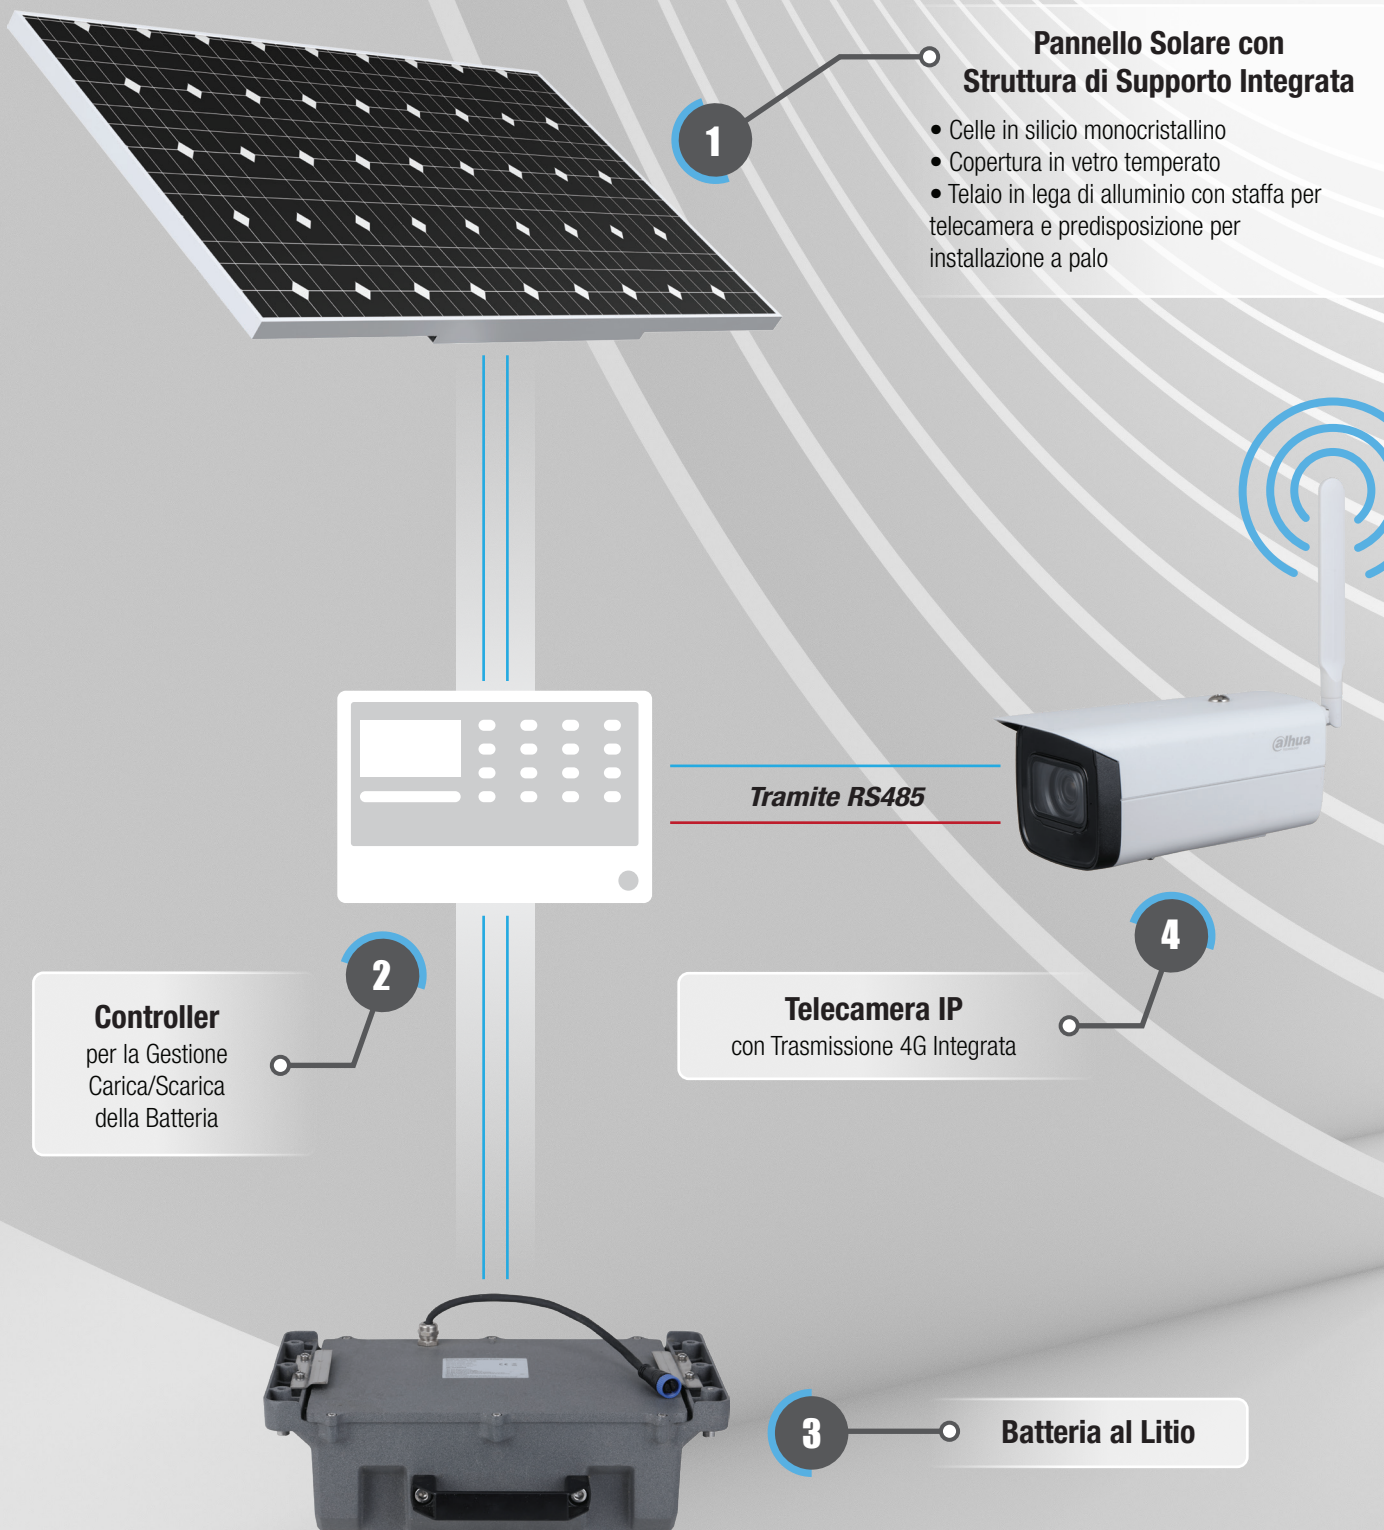 Pannello Solare con
Struttura di Supporto Integrata
• Celle in silicio monocristallino
• Copertura in vetro temperato
• Telaio in lega di alluminio con staffa per
telecamera e predisposizione per
installazione a palo
1
alhua
Tramite RS485
2
4
Controller
per la Gestione
Carica/Scarica
della Batteria
Telecamera IP
con Trasmissione 4G Integrata
3
Batteria al Litio